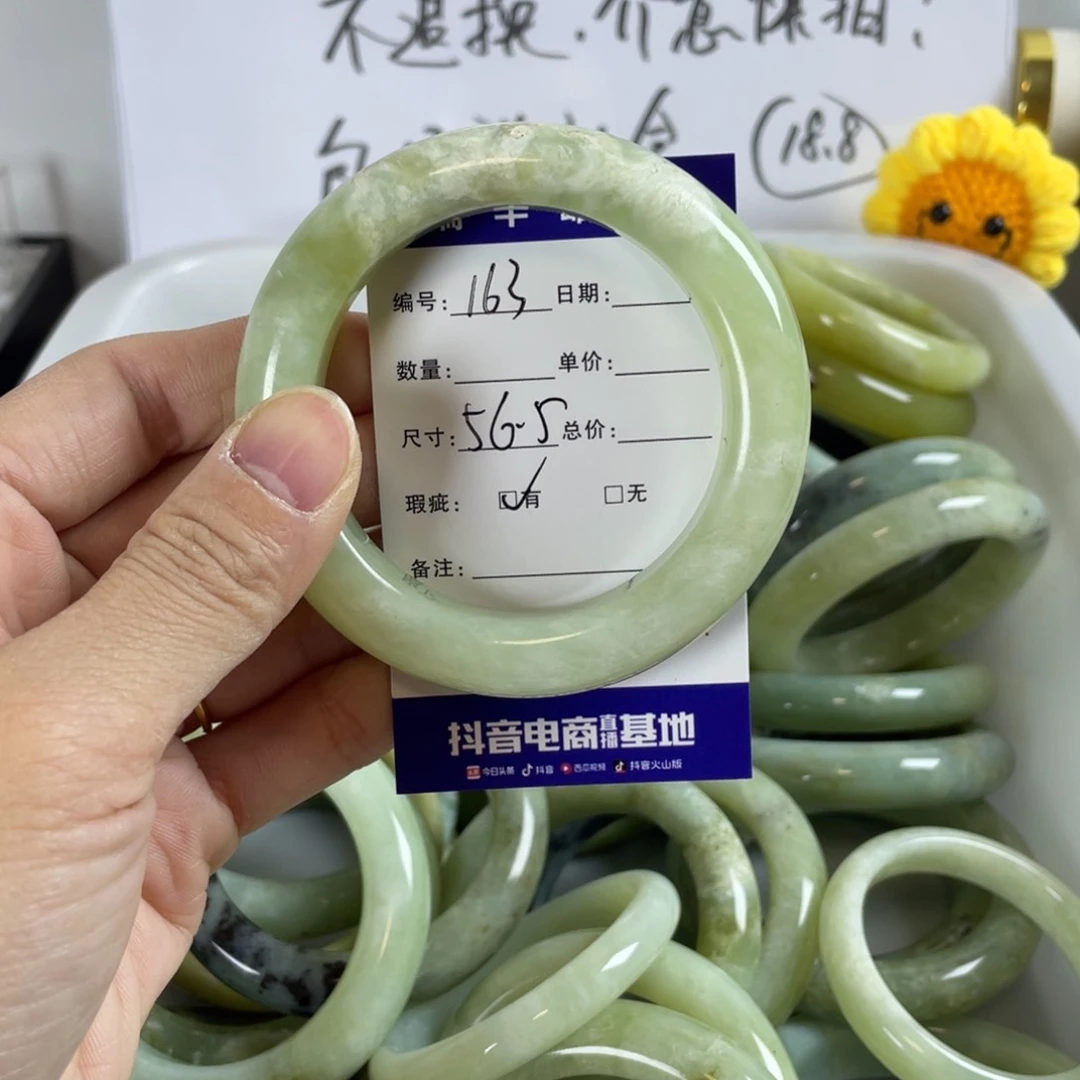 不退换.介意慎拍!
(18.8)
编号: 163 日期:
数量: 单价:
尺寸: 56.5 总价:
瑕疵: ☑有 □无
备注:
抖音电商直播基地
今日头条 抖音 西瓜视频 抖音火山版